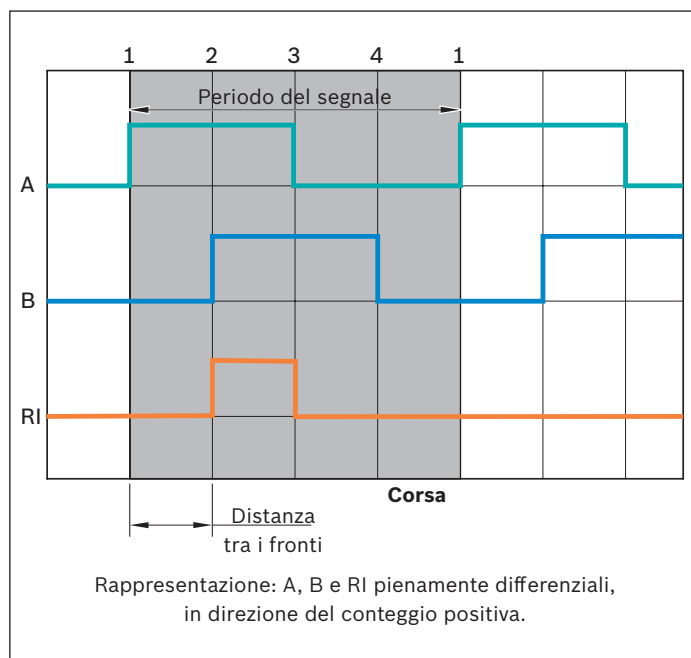 1 2 3 4 1
Periodo del segnale
A
B
RI
Corsa
Distanza
tra i fronti
Rappresentazione: A, B e RI pienamente differenziali,
in direzione del conteggio positiva.